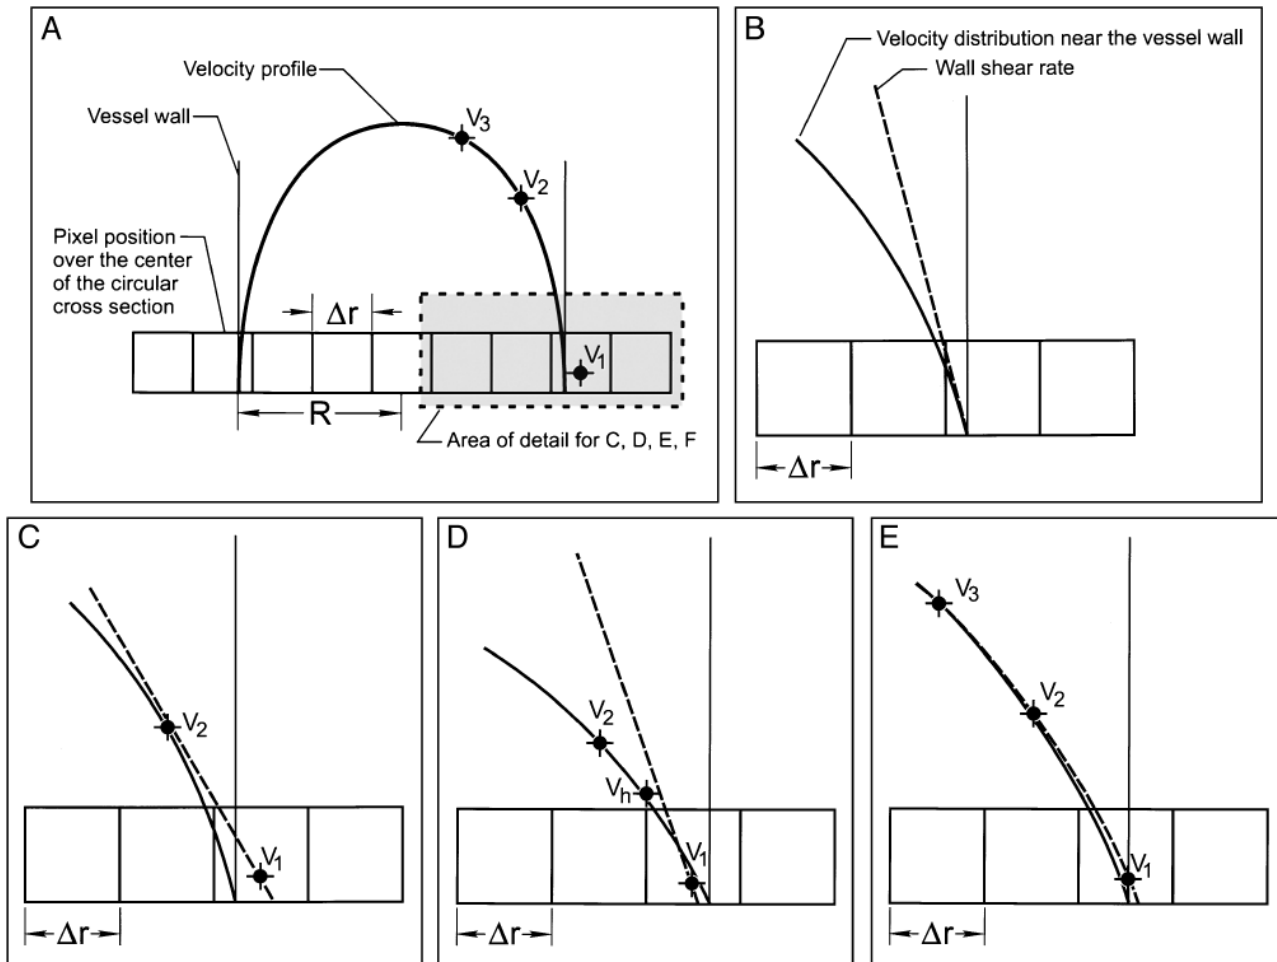 A
Velocity profile
Vessel wall
V3
V2
Pixel position
over the center
of the circular
cross section
Δr
V1
R
Area of detail for C, D, E, F
B
Velocity distribution near the vessel wall
Wall shear rate
Δr
C
V2
V1
Δr
D
V2
Vh
V1
Δr
E
V3
V2
V1
Δr